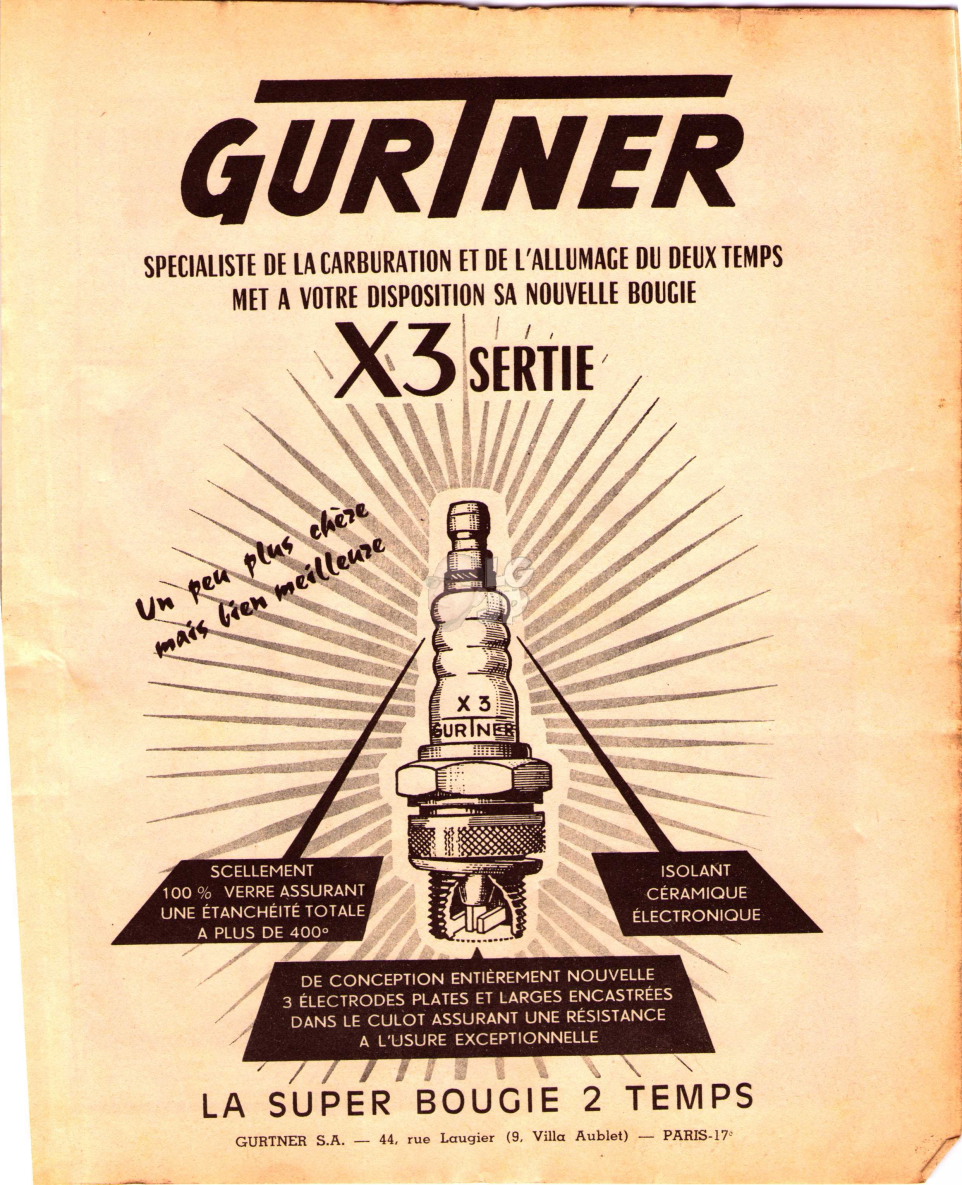 GURTNER
SPECIALISTE DE LA CARBURATION ET DE L'ALLUMAGE DU DEUX TEMPS
MET A VOTRE DISPOSITION SA NOUVELLE BOUGIE
X3 SERTIE
Un peu plus chère
mais bien meilleure
X 3
GURTNER
SCELLEMENT
100 % VERRE ASSURANT
UNE ÉTANCHÉITÉ TOTALE
A PLUS DE 400°
ISOLANT
CÉRAMIQUE
ÉLECTRONIQUE
DE CONCEPTION ENTIÈREMENT NOUVELLE
3 ÉLECTRODES PLATES ET LARGES ENCASTRÉES
DANS LE CULOT ASSURANT UNE RÉSISTANCE
A L'USURE EXCEPTIONNELLE
LA SUPER BOUGIE 2 TEMPS
GURTNER S.A. — 44, rue Laugier (9, Villa Aublet) — PARIS-17e